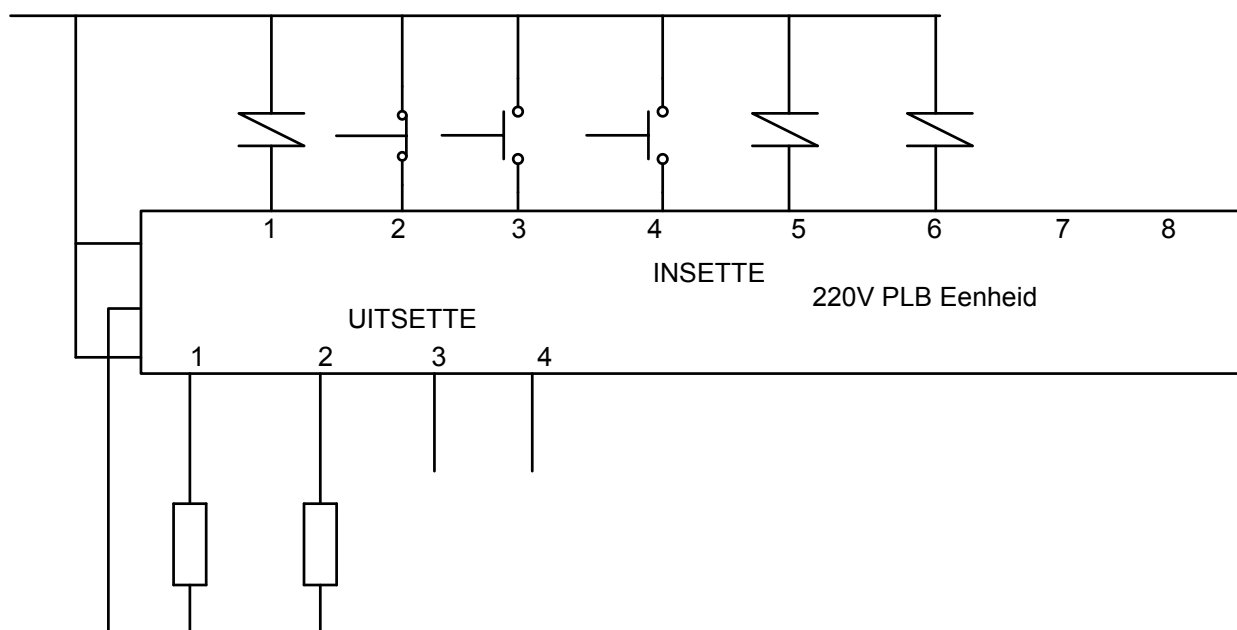 1 2 3 4 5 6 7 8
INSETTE
220V PLB Eenheid
UITSETTE
1 2 3 4